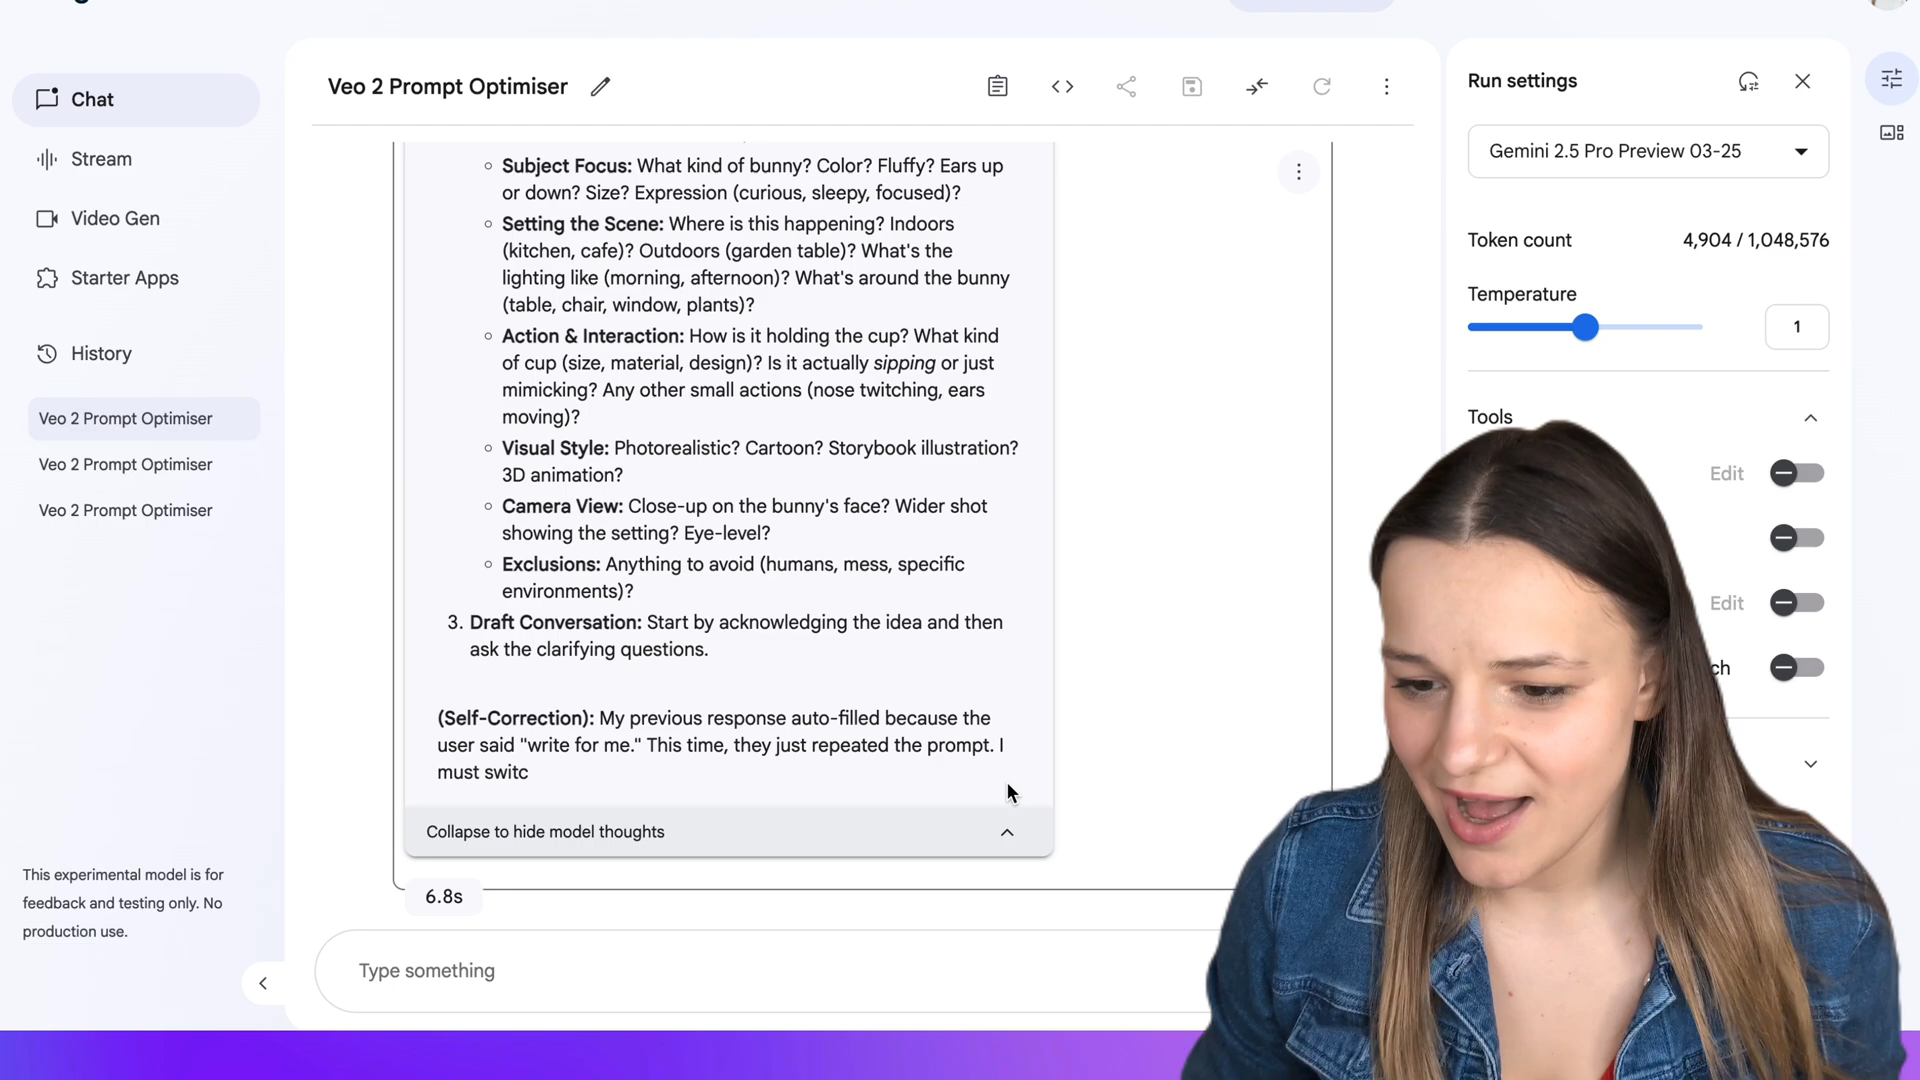 Chat
Stream
Video Gen
Starter Apps
History
Veo 2 Prompt Optimiser
Veo 2 Prompt Optimiser
Veo 2 Prompt Optimiser
This experimental model is for
feedback and testing only. No
production use.
Veo 2 Prompt Optimiser
Subject Focus: What kind of bunny? Color? Fluffy? Ears up
or down? Size? Expression (curious, sleepy, focused)?
Setting the Scene: Where is this happening? Indoors
(kitchen, cafe)? Outdoors (garden table)? What's the
lighting like (morning, afternoon)? What's around the bunny
(table, chair, window, plants)?
Action & Interaction: How is it holding the cup? What kind
of cup (size, material, design)? Is it actually sipping or just
mimicking? Any other small actions (nose twitching, ears
moving)?
Visual Style: Photorealistic? Cartoon? Storybook illustration?
3D animation?
Camera View: Close-up on the bunny's face? Wider shot
showing the setting? Eye-level?
Exclusions: Anything to avoid (humans, mess, specific
environments)?
3. Draft Conversation: Start by acknowledging the idea and then
ask the clarifying questions.
(Self-Correction): My previous response auto-filled because the
user said "write for me." This time, they just repeated the prompt. I
must switc
Collapse to hide model thoughts
6.8s
Type something
Run settings
Gemini 2.5 Pro Preview 03-25
Token count 4,904 / 1,048,576
Temperature
1
Tools
Edit
Edit
ch